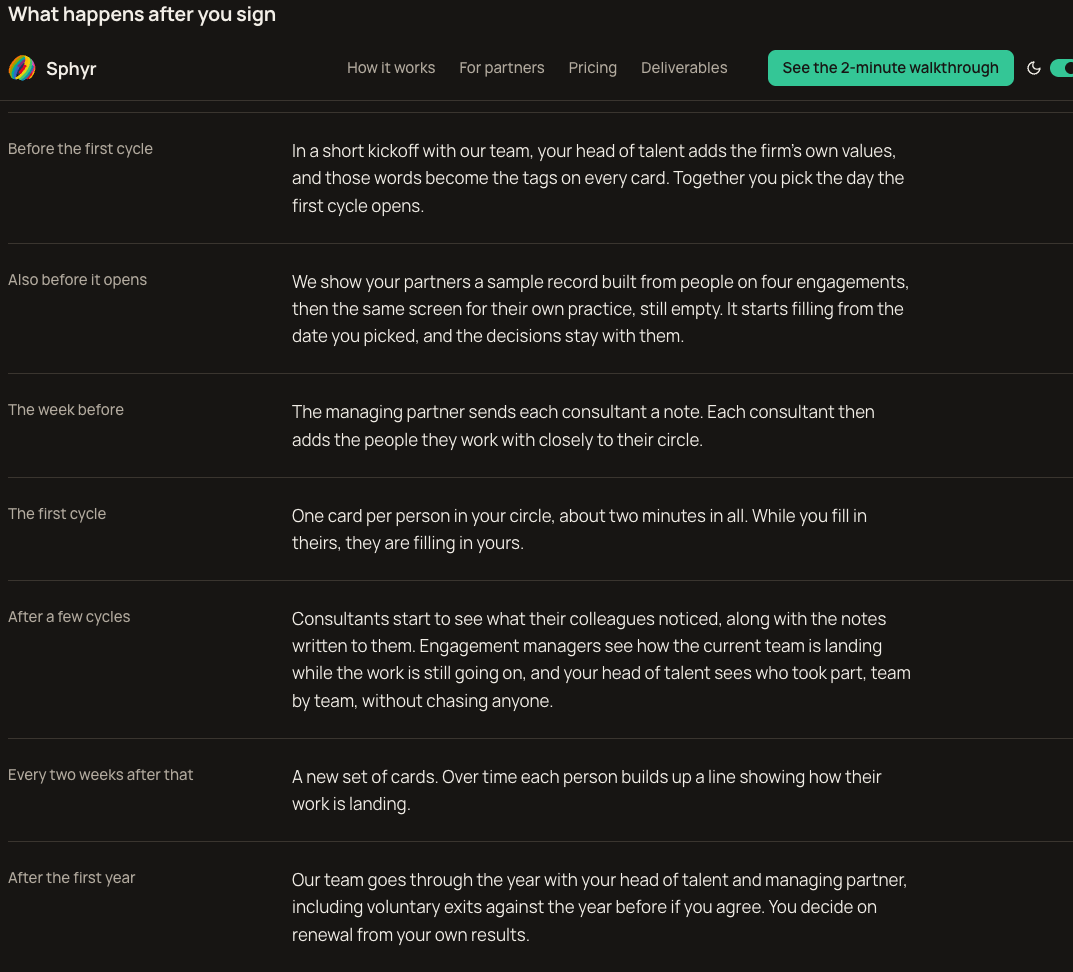 What happens after you sign
Sphyr
How it works
For partners
Pricing
Deliverables
See the 2-minute walkthrough
Before the first cycle
In a short kickoff with our team, your head of talent adds the firm's own values,
and those words become the tags on every card. Together you pick the day the
first cycle opens.
Also before it opens
We show your partners a sample record built from people on four engagements,
then the same screen for their own practice, still empty. It starts filling from the
date you picked, and the decisions stay with them.
The week before
The managing partner sends each consultant a note. Each consultant then
adds the people they work with closely to their circle.
The first cycle
One card per person in your circle, about two minutes in all. While you fill in
theirs, they are filling in yours.
After a few cycles
Consultants start to see what their colleagues noticed, along with the notes
written to them. Engagement managers see how the current team is landing
while the work is still going on, and your head of talent sees who took part, team
by team, without chasing anyone.
Every two weeks after that
A new set of cards. Over time each person builds up a line showing how their
work is landing.
After the first year
Our team goes through the year with your head of talent and managing partner,
including voluntary exits against the year before if you agree. You decide on
renewal from your own results.